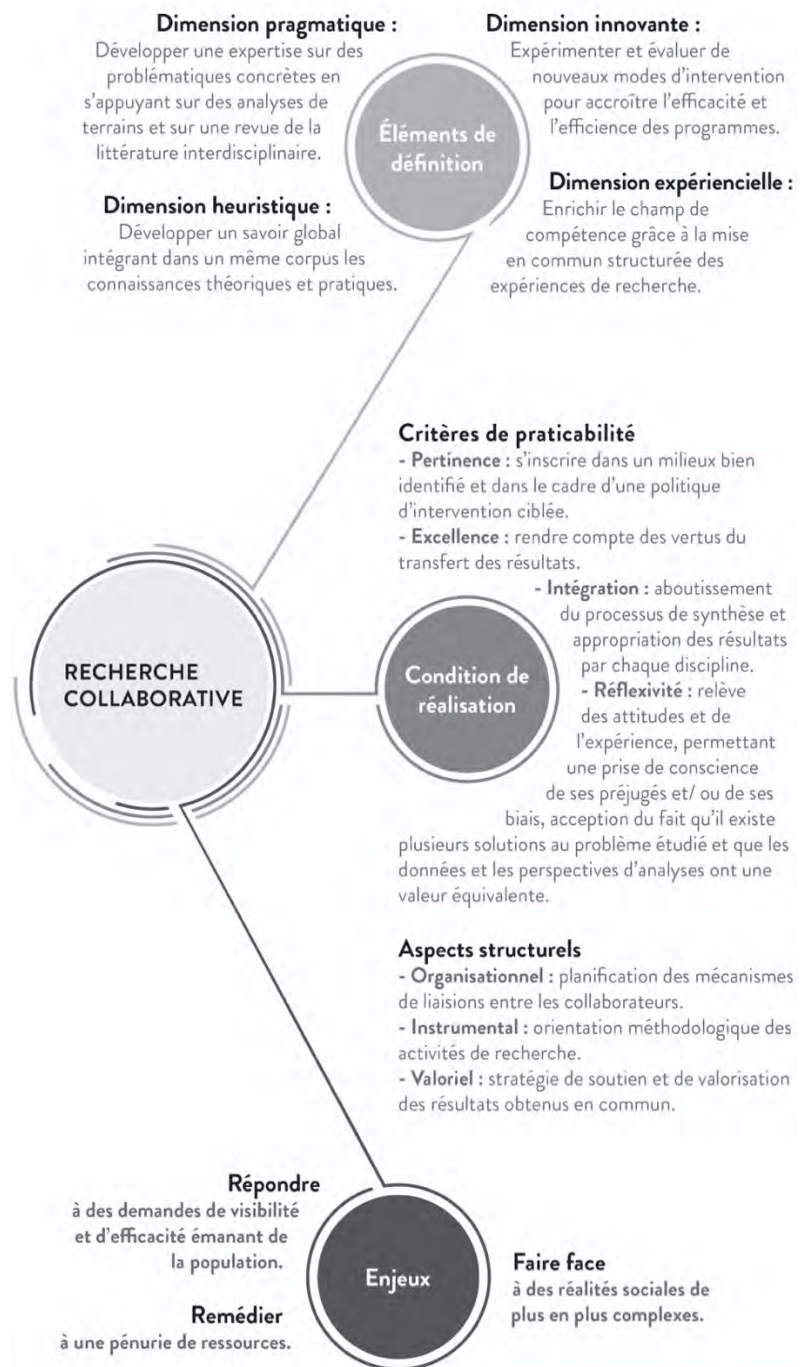 Dimension pragmatique :
Développer une expertise sur des
problématiques concrètes en
s'appuyant sur des analyses de
terrains et sur une revue de la
littérature interdisciplinaire.
Dimension innovante :
Expérimenter et évaluer de
nouveaux modes d'intervention
pour accroître l'efficacité et
l'efficience des programmes.
Éléments de
définition
Dimension heuristique :
Développer un savoir global
intégrant dans un même corpus les
connaissances théoriques et pratiques.
Dimension expériencielle :
Enrichir le champ de
compétence grâce à la mise
en commun structurée des
expériences de recherche.
RECHERCHE
COLLABORATIVE
Condition de
réalisation
Critères de praticabilité
- Pertinence : s'inscrire dans un milieux bien
identifié et dans le cadre d'une politique
d'intervention ciblée.
- Excellence : rendre compte des vertus du
transfert des résultats.
- Intégration : aboutissement
du processus de synthèse et
appropriation des résultats
par chaque discipline.
- Réflexivité : relève
des attitudes et de
l'expérience, permettant
une prise de conscience
de ses préjugés et/ ou de ses
biais, acception du fait qu'il existe
plusieurs solutions au problème étudié et que les
données et les perspectives d'analyses ont une
valeur équivalente.
Aspects structurels
- Organisationnel : planification des mécanismes
de liaisions entre les collaborateurs.
- Instrumental : orientation méthodologique des
activités de recherche.
- Valoriel : stratégie de soutien et de valorisation
des résultats obtenus en commun.
Répondre
à des demandes de visibilité
et d'efficacité émanant de
la population.
Remédier
à une pénurie de ressources.
Enjeux
Faire face
à des réalités sociales de
plus en plus complexes.